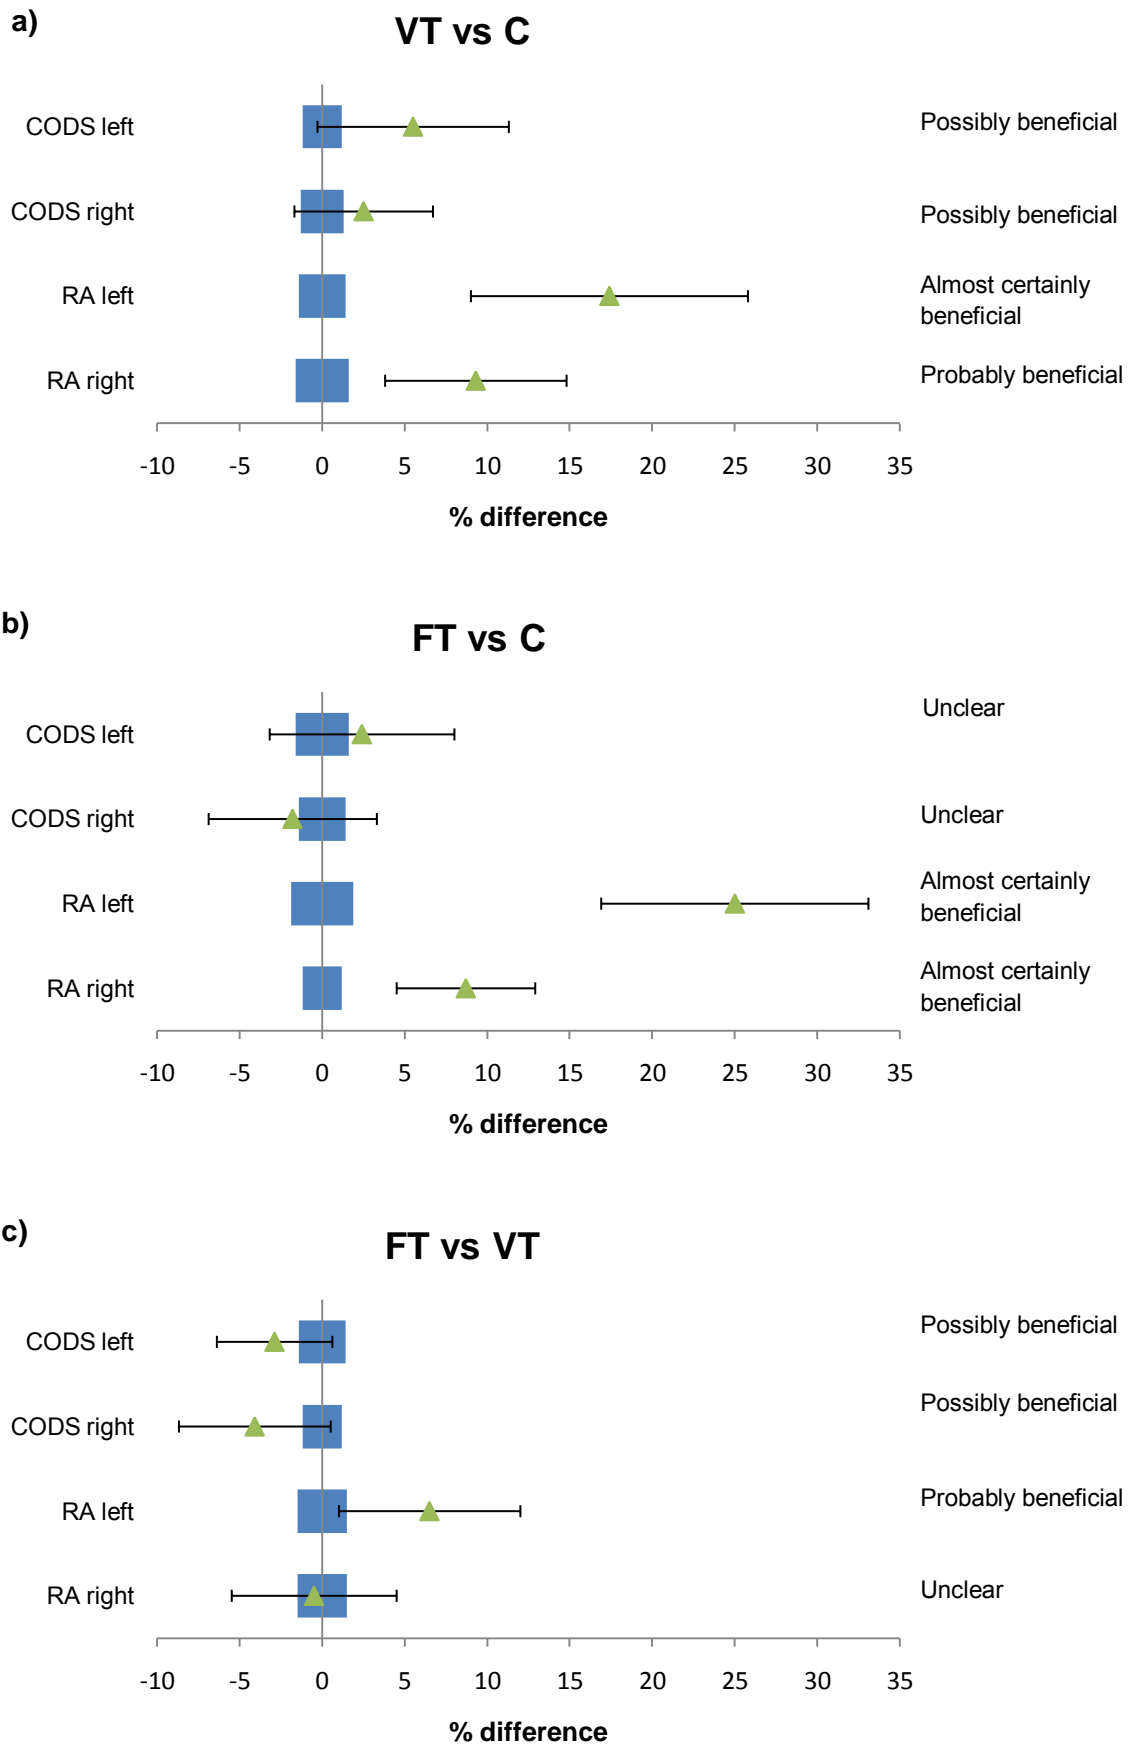 a)
VT vs C
CODS left
Possibly beneficial
CODS right
Possibly beneficial
RA left
Almost certainly
beneficial
RA right
Probably beneficial
-10 -5 0 5 10 15 20 25 30 35
% difference
b)
FT vs C
CODS left
Unclear
CODS right
Unclear
RA left
Almost certainly
beneficial
RA right
Almost certainly
beneficial
-10 -5 0 5 10 15 20 25 30 35
% difference
c)
FT vs VT
CODS left
Possibly beneficial
CODS right
Possibly beneficial
RA left
Probably beneficial
RA right
Unclear
-10 -5 0 5 10 15 20 25 30 35
% difference